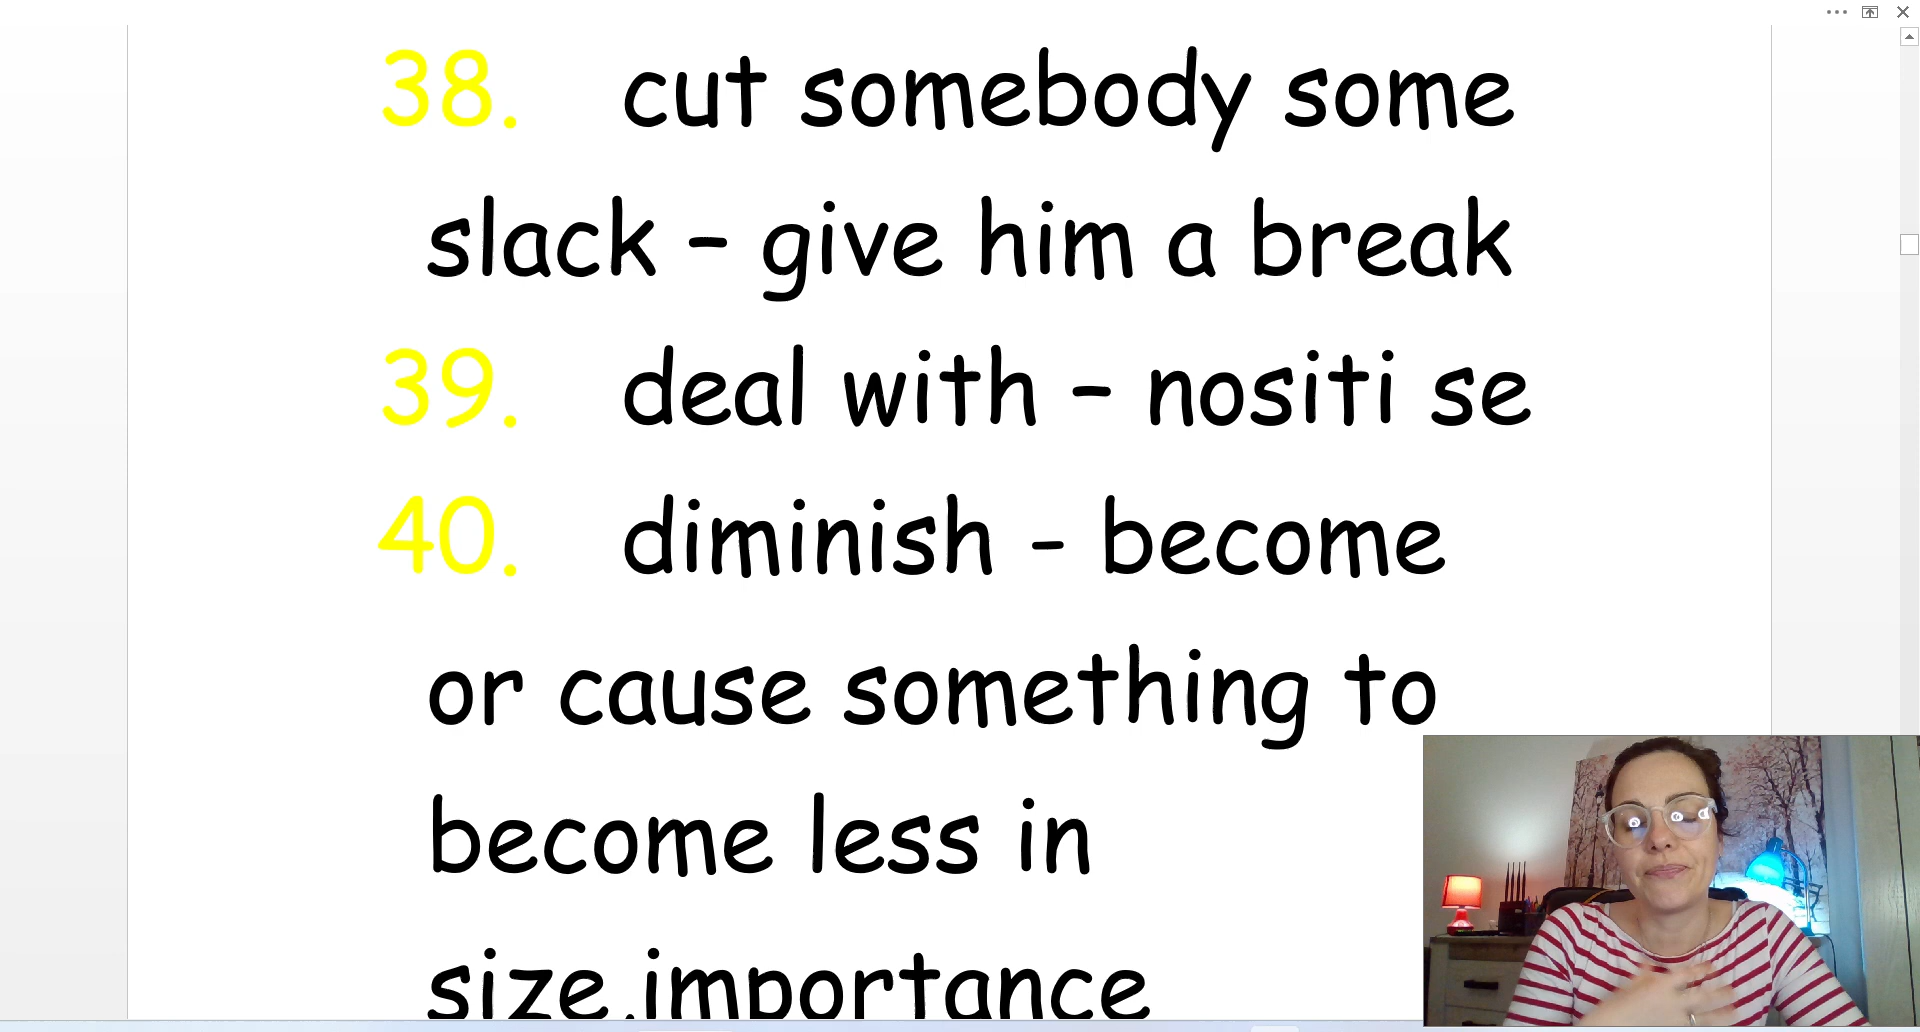 38. cut somebody some
slack – give him a break
39. deal with – nositi se
40. diminish - become
or cause something to
become less in
size,importance